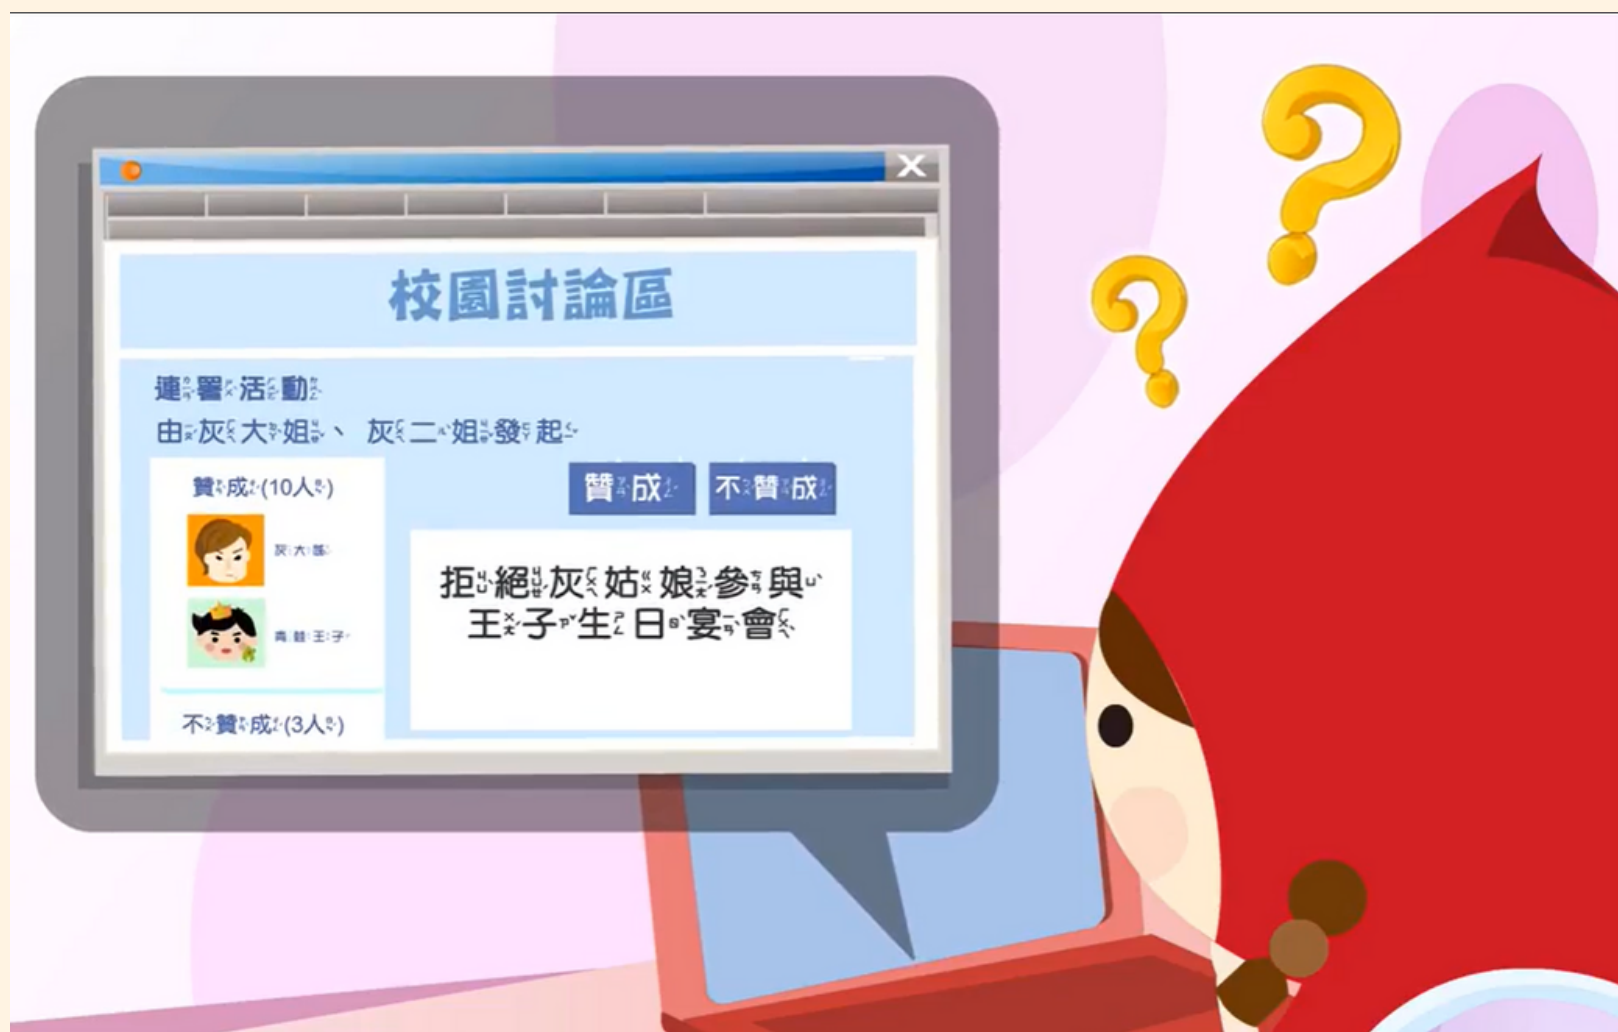 校園討論區
連署活動
由灰大姐、灰二姐發起
贊成(10人)
贊成 不贊成
灰大姐
青蛙王子
拒絕灰姑娘參與
王子生日宴會
不贊成(3人)